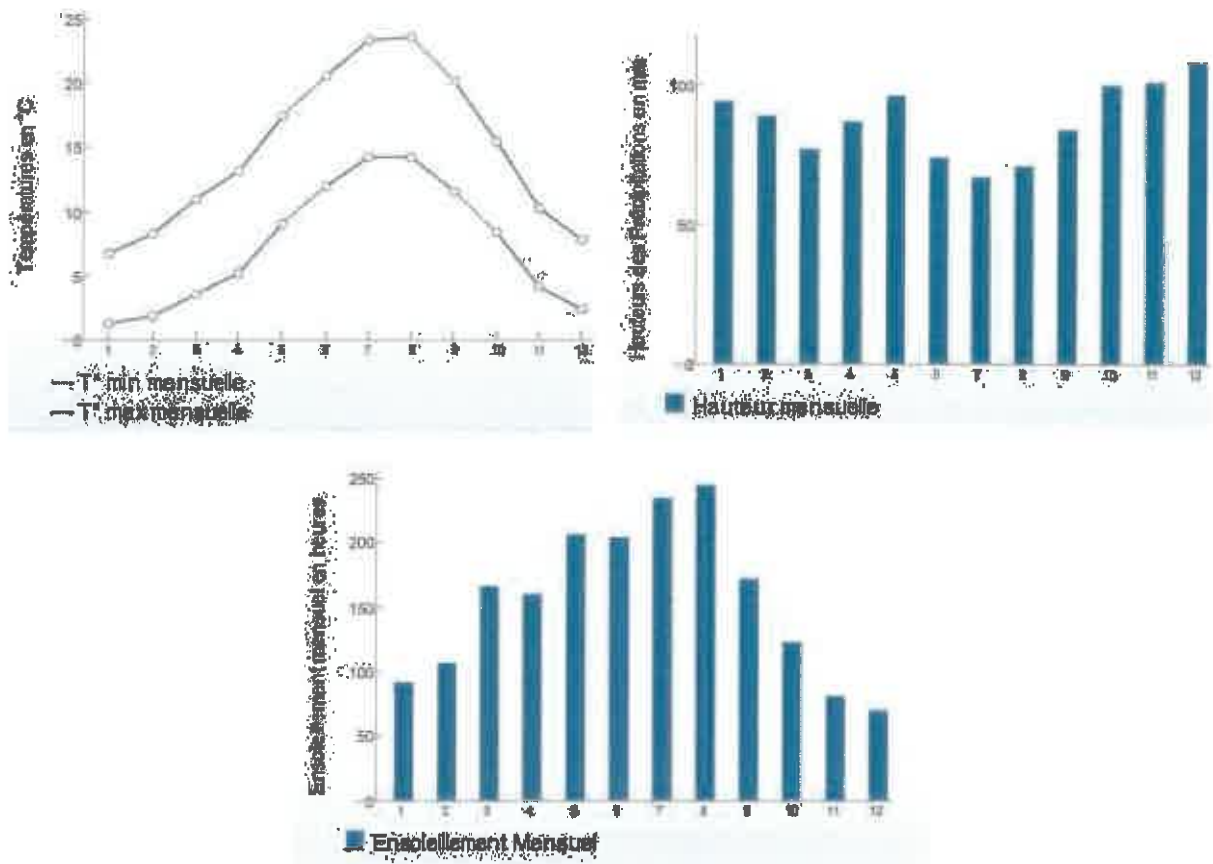 Températures en °C
25
20
15
10
5
0
1 2 3 4 5 6 7 8 9 10 11 12
T° min mensuelle
T° max mensuelle
Hauteurs des Précipitations en mm
100
50
0
1 2 3 4 5 6 7 8 9 10 11 12
Hauteur mensuelle
Ensoleillement mensuel en heures
250
200
150
100
50
0
1 2 3 4 5 6 7 8 9 10 11 12
Ensoleillement Mensuel